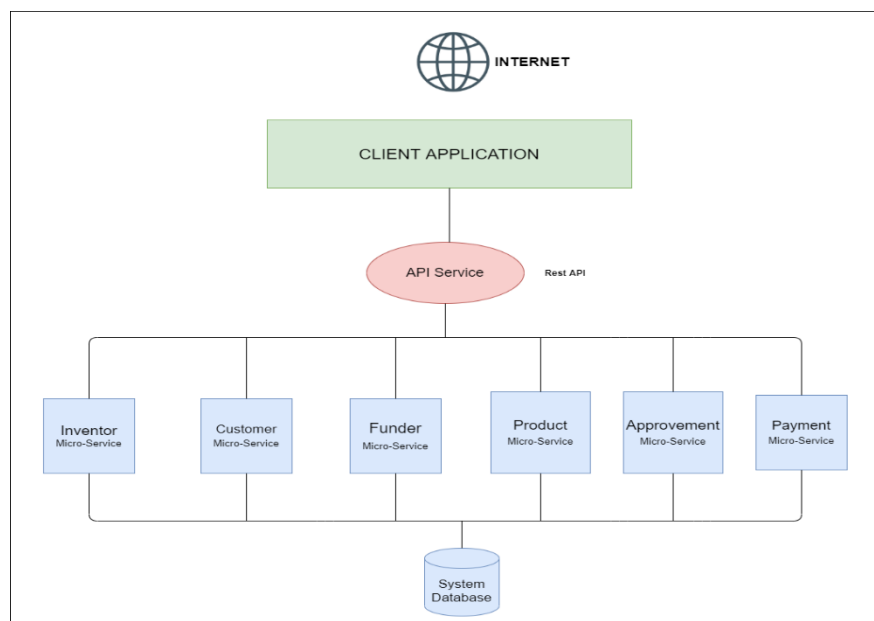 INTERNET
CLIENT APPLICATION
API Service
Rest API
Inventor
Micro-Service
Customer
Micro-Service
Funder
Micro-Service
Product
Micro-Service
Approvement
Micro-Service
Payment
Micro-Service
System
Database